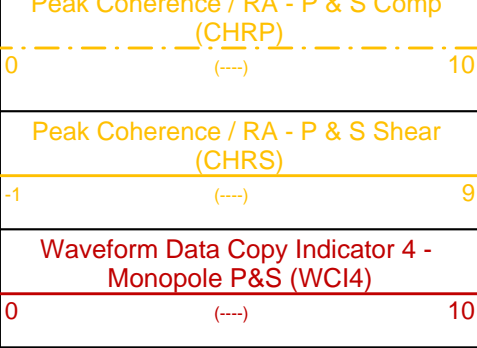 Peak Coherence / RA - P & S Comp
(CHRP)
0 (----) 10
Peak Coherence / RA - P & S Shear
(CHRS)
-1 (----) 9
Waveform Data Copy Indicator 4 -
Monopole P&S (WCI4)
0 (----) 10